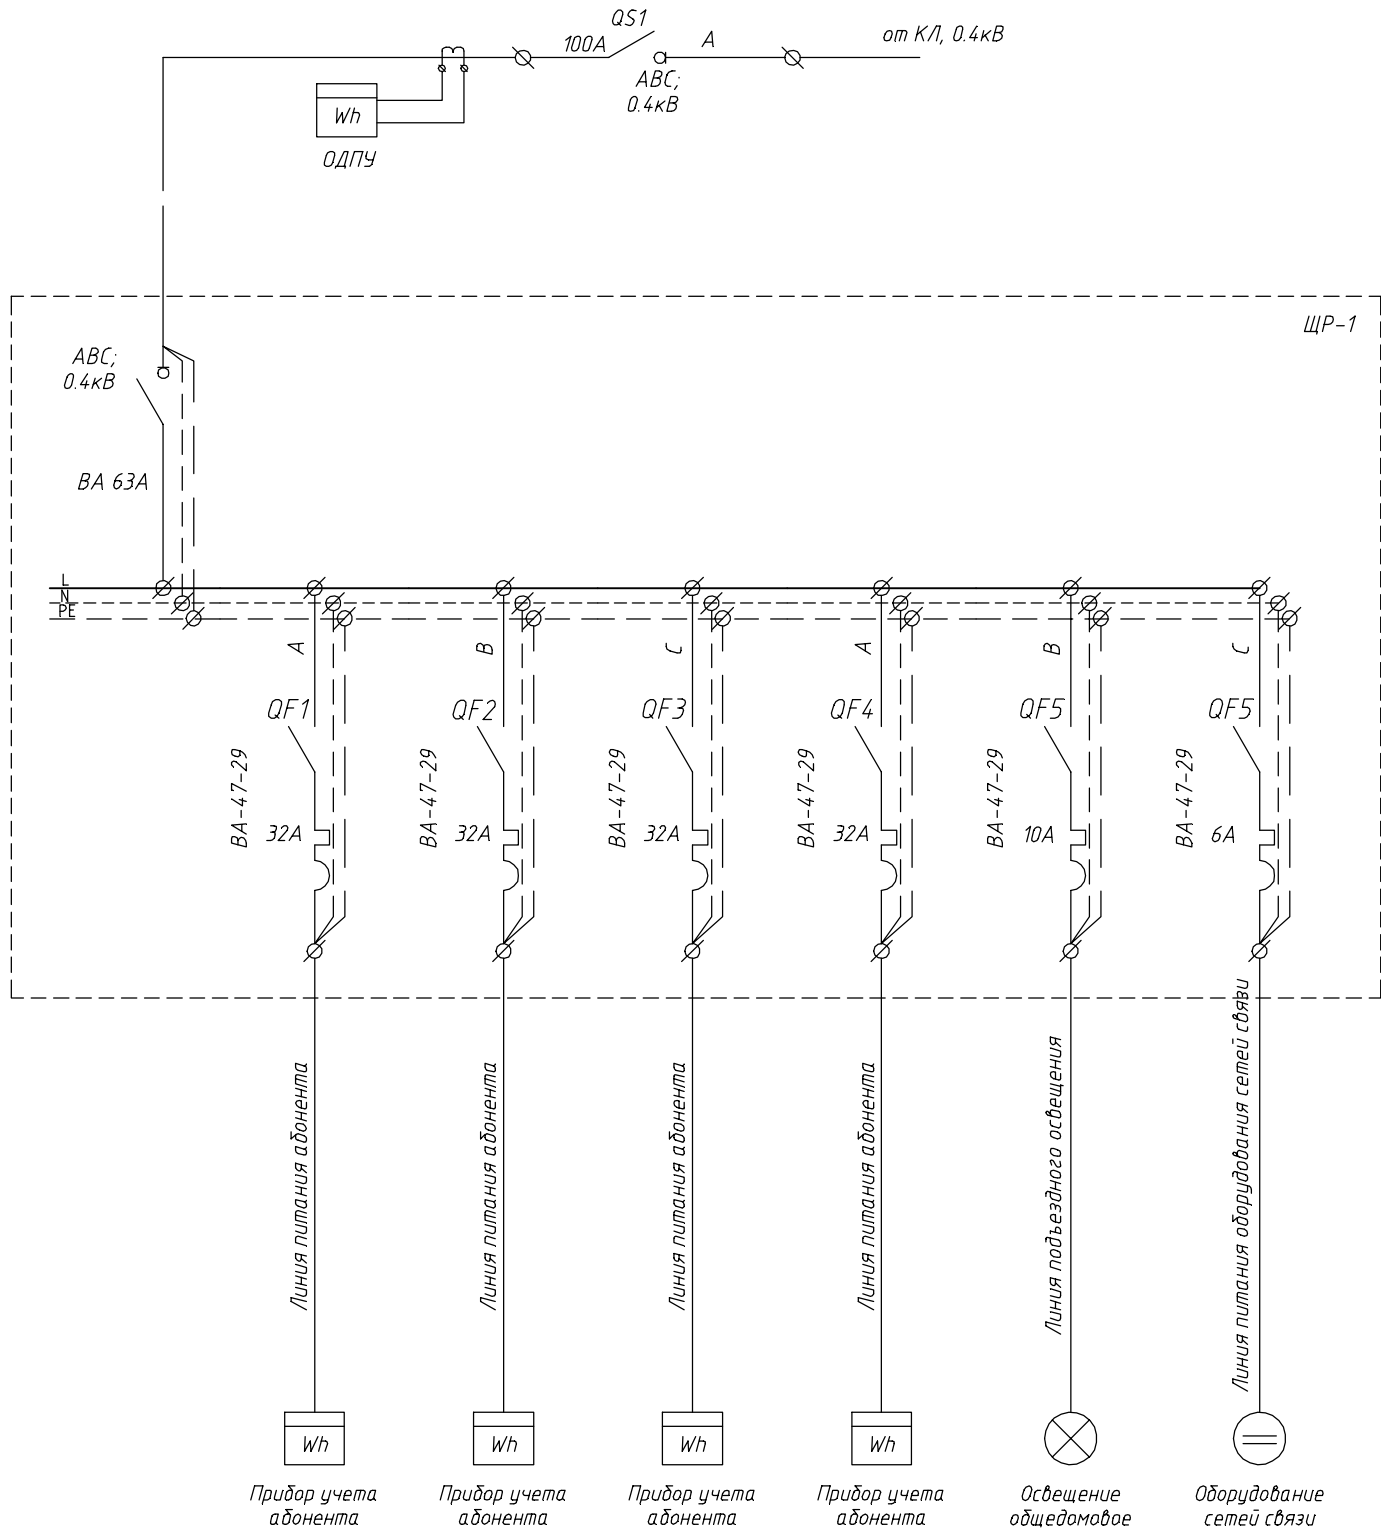 QS1
100А
А
от КЛ, 0.4кВ
АВС;
0.4кВ
Wh
ОДПУ
ЩР-1
АВС;
0.4кВ
ВА 63А
L
N
PE
А
В
С
А
В
С
QF1
QF2
QF3
QF4
QF5
QF5
ВА-47-29
ВА-47-29
ВА-47-29
ВА-47-29
ВА-47-29
ВА-47-29
32А
32А
32А
32А
10А
6А
Линия питания абонента
Линия питания абонента
Линия питания абонента
Линия питания абонента
Линия подъездного освещения
Линия питания оборудования сетей связи
Wh
Wh
Wh
Wh
Прибор учета
абонента
Прибор учета
абонента
Прибор учета
абонента
Прибор учета
абонента
Освещение
общедомовое
Оборудование
сетей связи